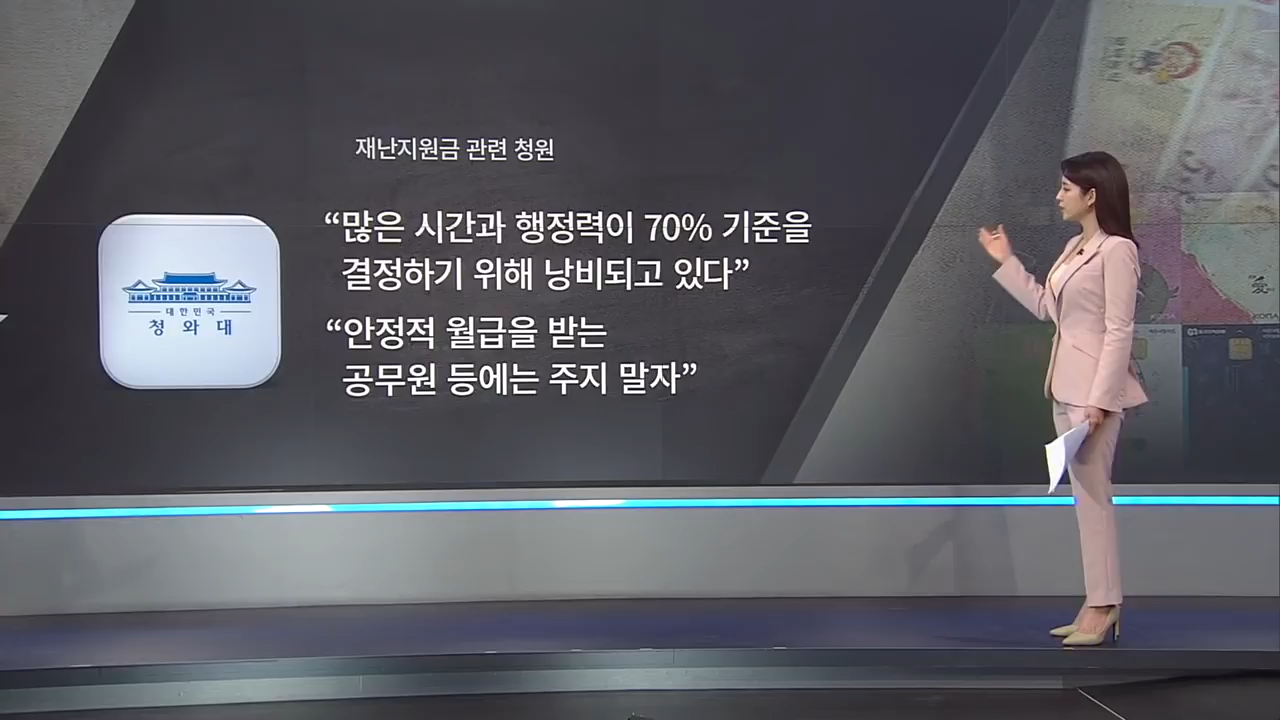 재난지원금 관련 청원
“많은 시간과 행정력이 70% 기준을
결정하기 위해 낭비되고 있다”
“안정적 월급을 받는
공무원 등에는 주지 말자”
대한민국
청와대
KONA